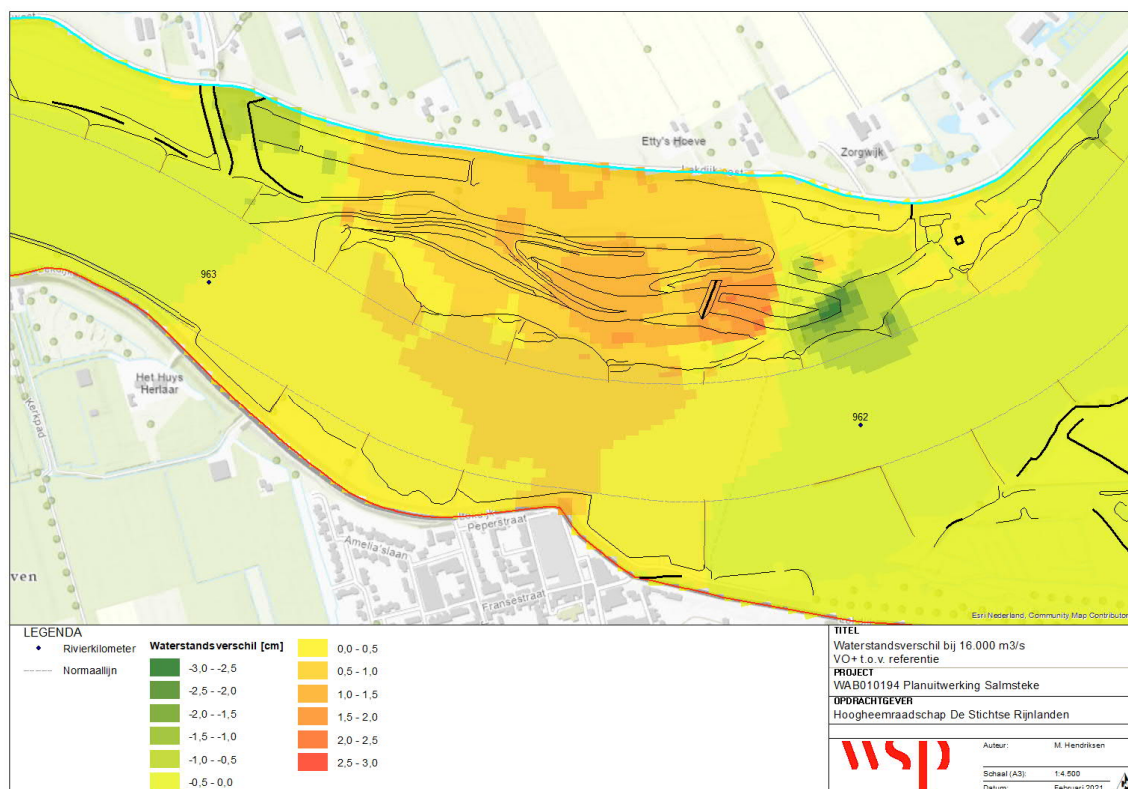 Etty's Hoeve
Zorgwijk
963
962
Het Huys
Herlaar
Kerkpad
Peperstraat
Amelia'slaan
Fransestraat
ven
Esri Nederland, Community Map Contributors
LEGENDA
Rivierkilometer
Normaallijn
Waterstandsverschil [cm]
-3,0 - -2,5
-2,5 - -2,0
-2,0 - -1,5
-1,5 - -1,0
-1,0 - -0,5
-0,5 - 0,0
0,0 - 0,5
0,5 - 1,0
1,0 - 1,5
1,5 - 2,0
2,0 - 2,5
2,5 - 3,0
TITEL
Waterstandsverschil bij 16.000 m3/s
VO+ t.o.v. referentie
PROJECT
WAB010194 Planuitwerking Salmsteke
OPDRACHTGEVER
Hoogheemraadschap De Stichtse Rijnlanden
wsp
Auteur: M. Hendriksen
Schaal (A3): 1:4.500
Datum: Februari 2021